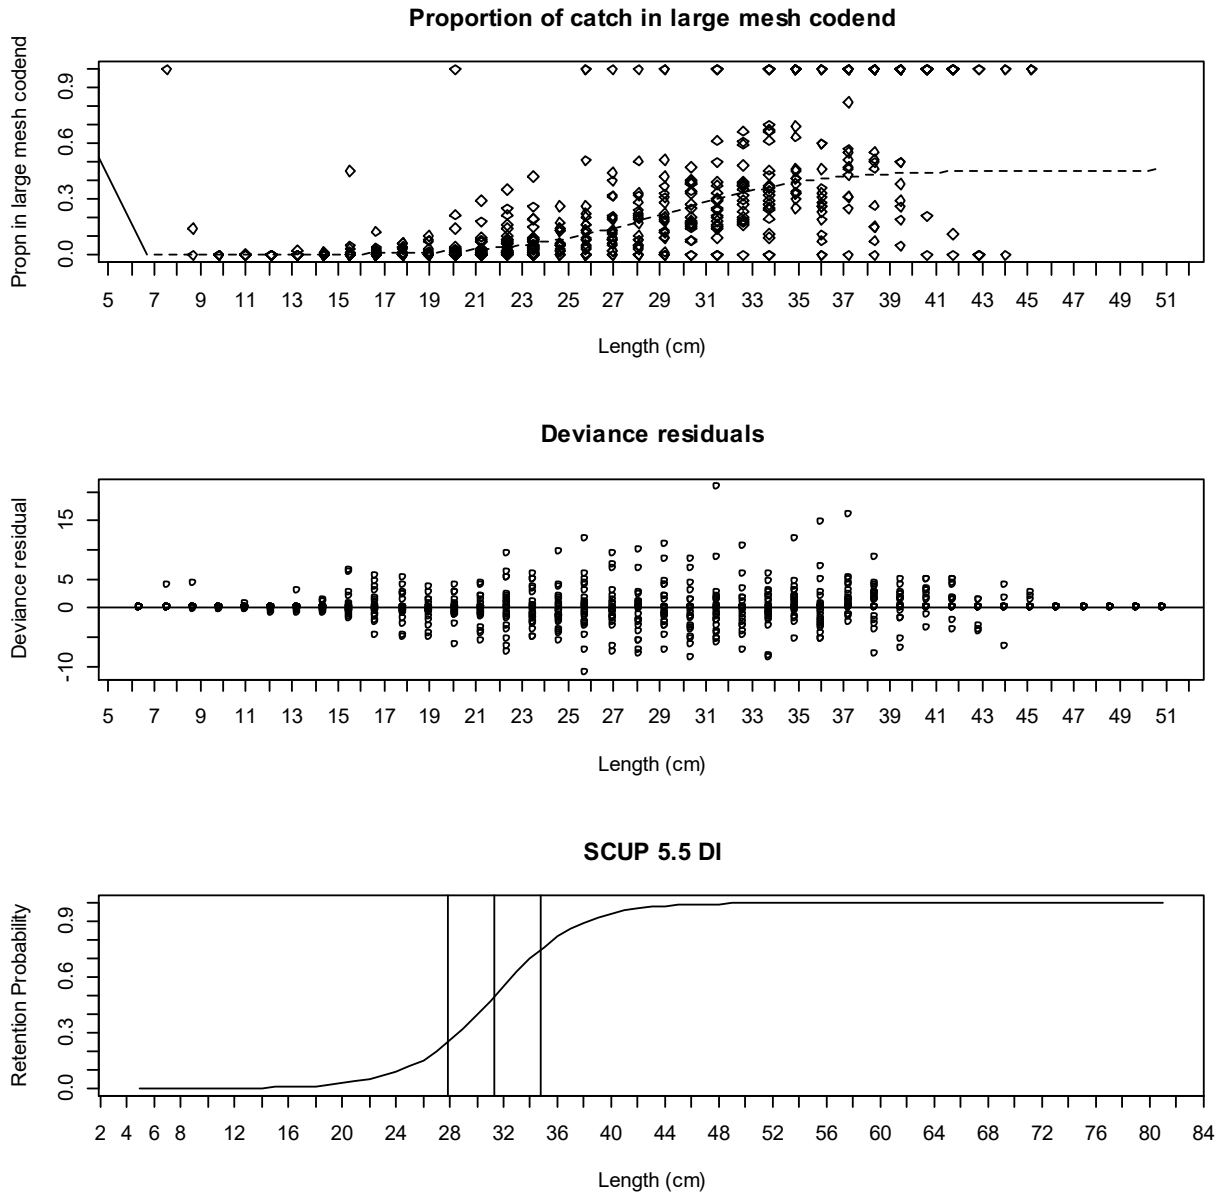 Proportion of catch in large mesh codend
Propn in large mesh codend
0.0 0.3 0.6 0.9
5 7 9 11 13 15 17 19 21 23 25 27 29 31 33 35 37 39 41 43 45 47 49 51
Length (cm)
Deviance residuals
Deviance residual
-10 0 5 15
5 7 9 11 13 15 17 19 21 23 25 27 29 31 33 35 37 39 41 43 45 47 49 51
Length (cm)
SCUP 5.5 DI
Retention Probability
0.0 0.3 0.6 0.9
2 4 6 8 12 16 20 24 28 32 36 40 44 48 52 56 60 64 68 72 76 80 84
Length (cm)